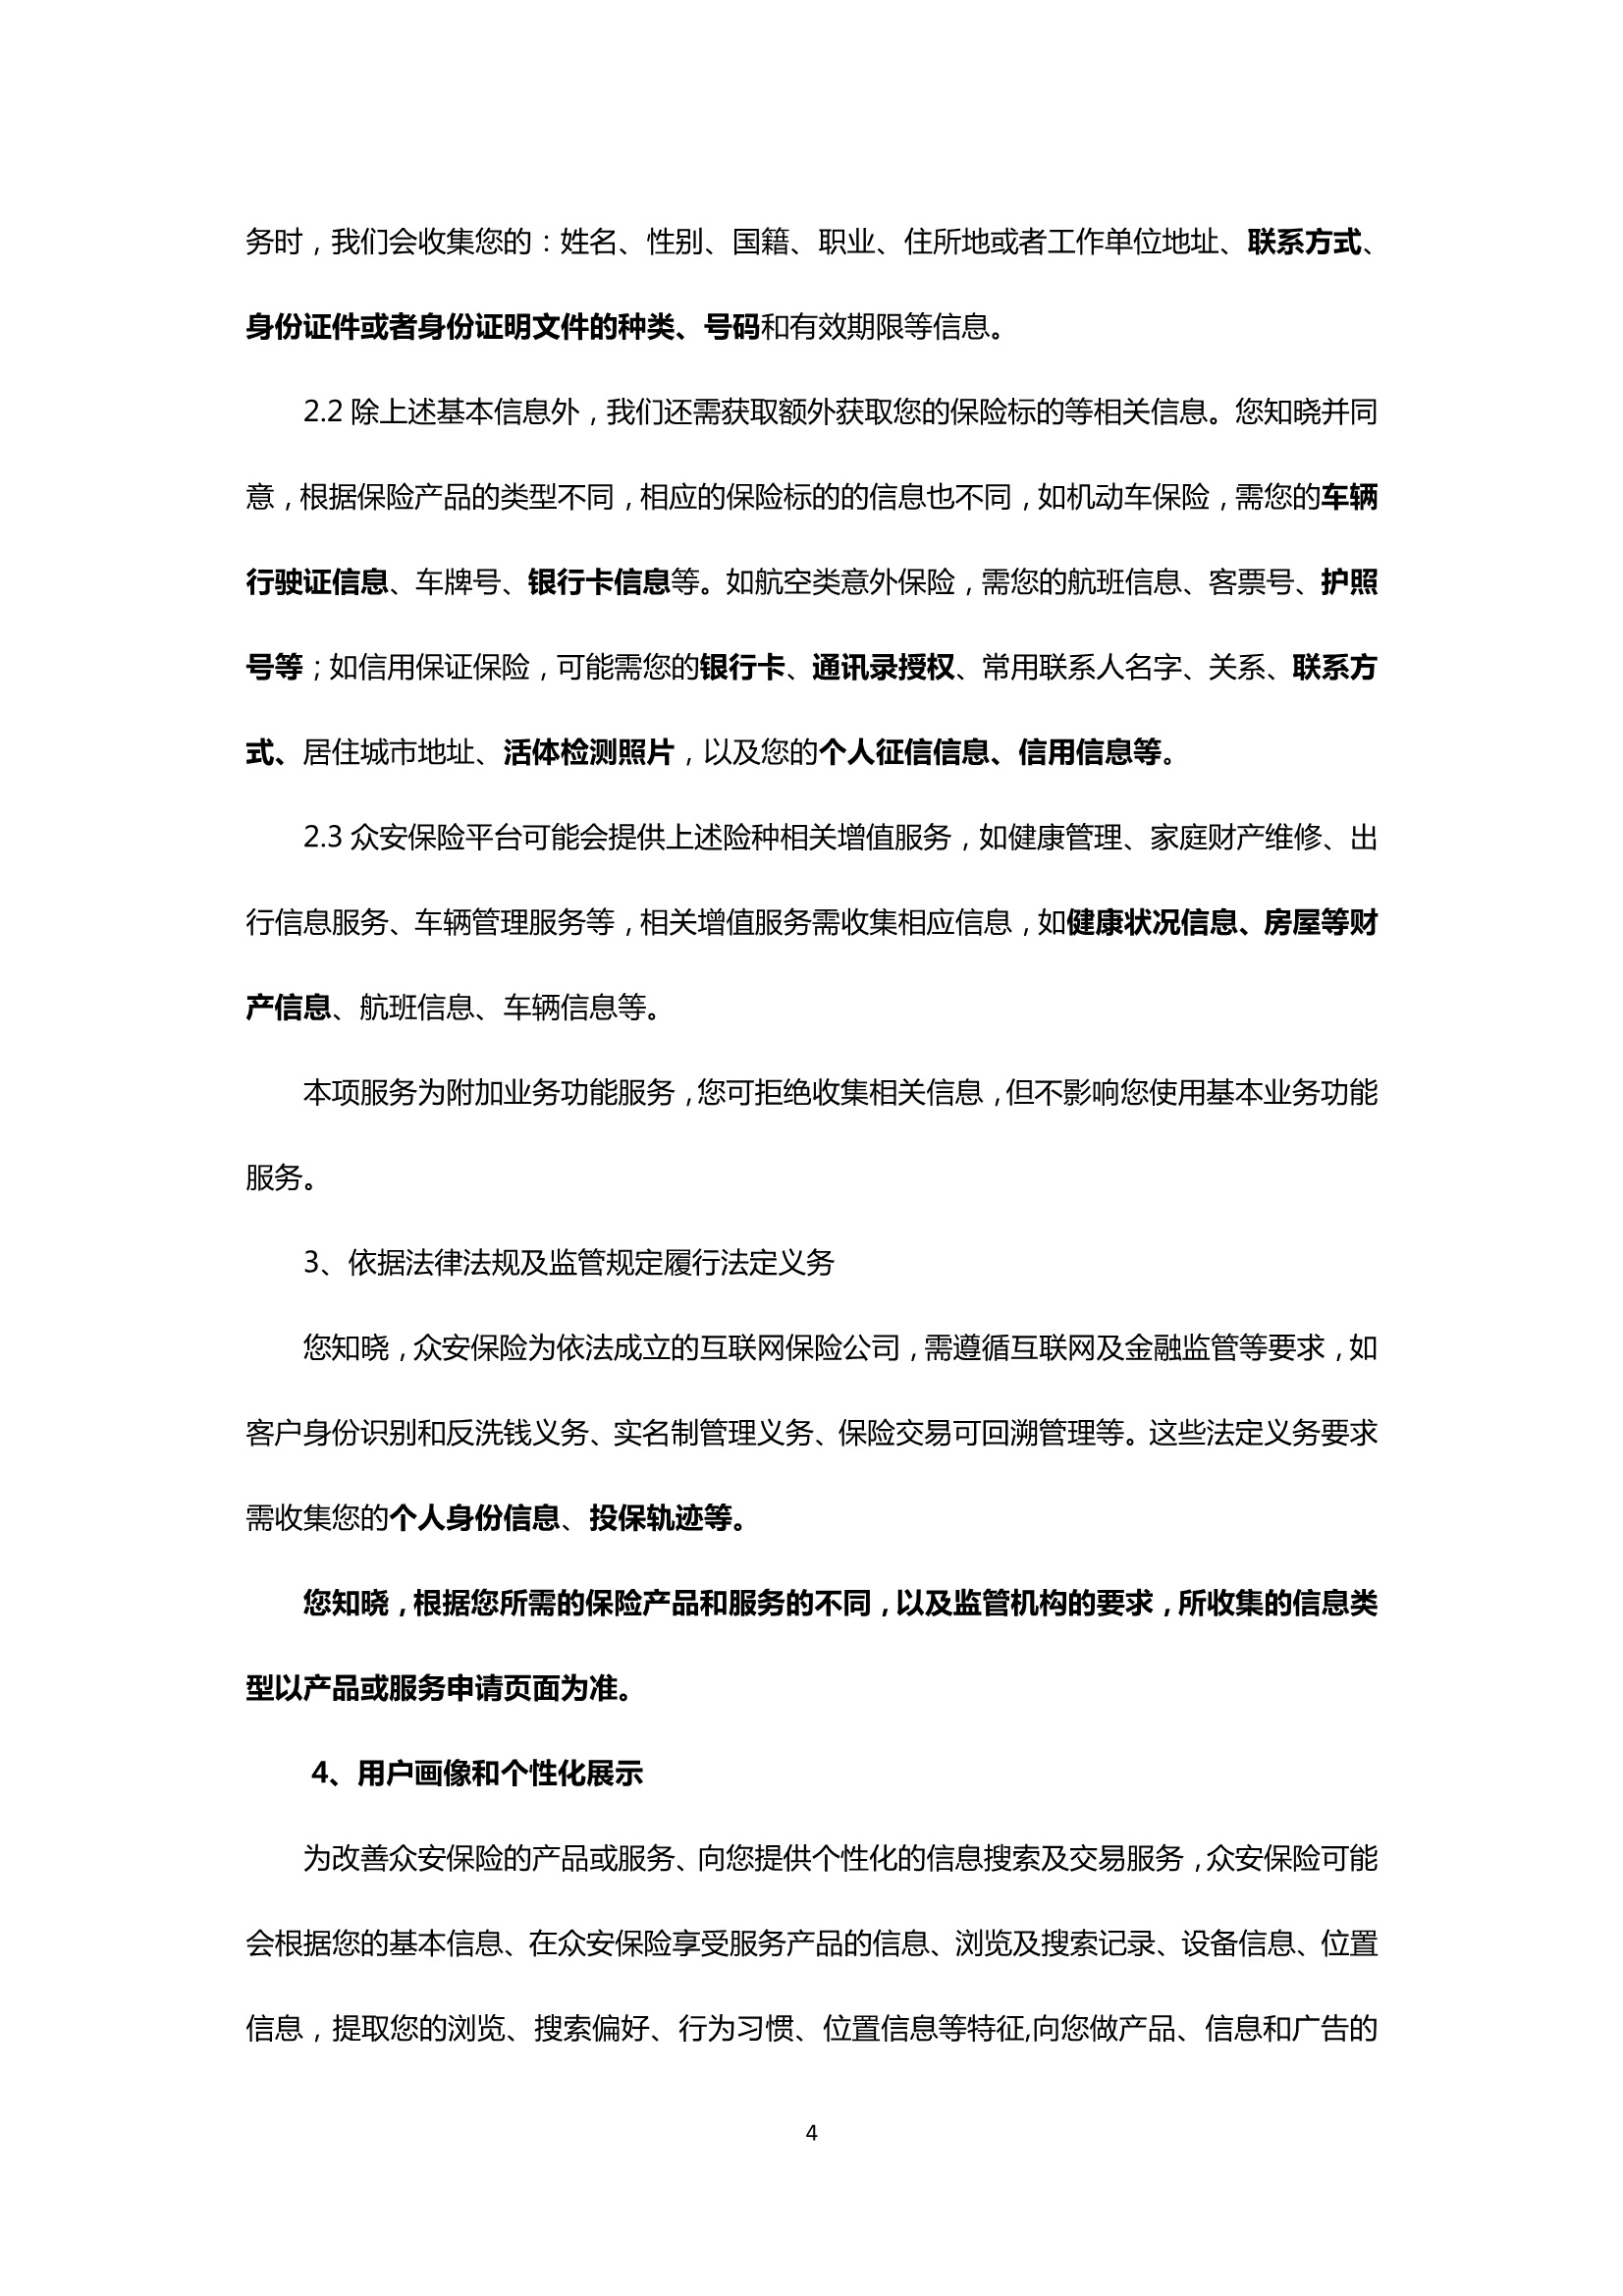 务时，我们会收集您的：姓名、性别、国籍、职业、住所地或者工作单位地址、联系方式、
身份证件或者身份证明文件的种类、号码和有效期限等信息。
2.2 除上述基本信息外，我们还需获取额外获取您的保险标的等相关信息。您知晓并同
意，根据保险产品的类型不同，相应的保险标的的信息也不同，如机动车保险，需您的车辆
行驶证信息、车牌号、银行卡信息等。如航空类意外保险，需您的航班信息、客票号、护照
号等；如信用保证保险，可能需您的银行卡、通讯录授权、常用联系人名字、关系、联系方
式、居住城市地址、活体检测照片，以及您的个人征信信息、信用信息等。
2.3 众安保险平台可能会提供上述险种相关增值服务，如健康管理、家庭财产维修、出
行信息服务、车辆管理服务等，相关增值服务需收集相应信息，如健康状况信息、房屋等财
产信息、航班信息、车辆信息等。
本项服务为附加业务功能服务，您可拒绝收集相关信息，但不影响您使用基本业务功能
服务。
3、依据法律法规及监管规定履行法定义务
您知晓，众安保险为依法成立的互联网保险公司，需遵循互联网及金融监管等要求，如
客户身份识别和反洗钱义务、实名制管理义务、保险交易可回溯管理等。这些法定义务要求
需收集您的个人身份信息、投保轨迹等。
您知晓，根据您所需的保险产品和服务的不同，以及监管机构的要求，所收集的信息类
型以产品或服务申请页面为准。
4、用户画像和个性化展示
为改善众安保险的产品或服务、向您提供个性化的信息搜索及交易服务，众安保险可能
会根据您的基本信息、在众安保险享受服务产品的信息、浏览及搜索记录、设备信息、位置
信息，提取您的浏览、搜索偏好、行为习惯、位置信息等特征,向您做产品、信息和广告的
4